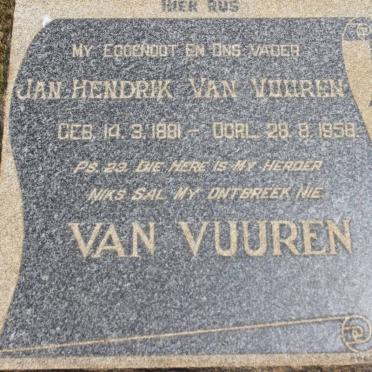 HIER RUS
MY EGGENOOT EN ONS VADER
JAN HENDRIK VAN VUUREN
GEB. 14.3.1881 - OORL. 28.8.1958
PS. 23. DIE HERE IS MY HERDER
NIKS SAL MY ONTBREEK NIE
VAN VUUREN